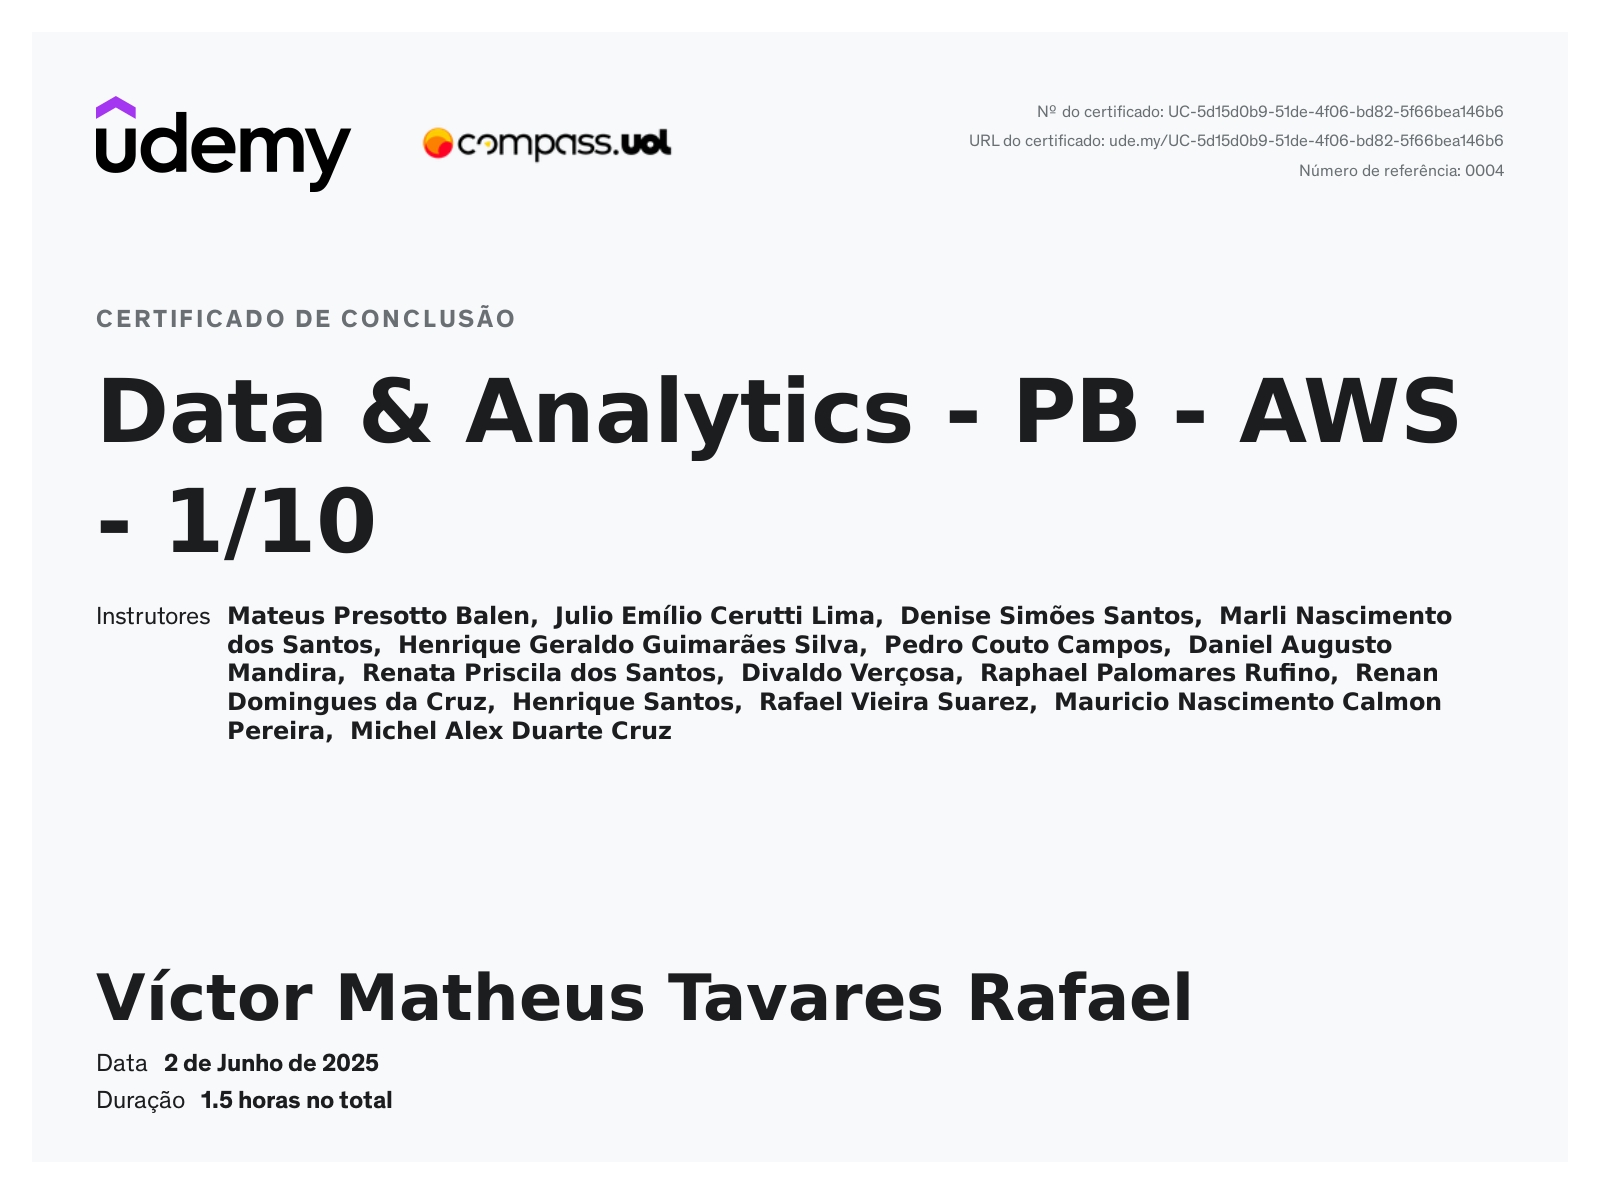 udemy
compass.uol
Nº do certificado: UC-5d15d0b9-51de-4f06-bd82-5f66bea146b6
URL do certificado: ude.my/UC-5d15d0b9-51de-4f06-bd82-5f66bea146b6
Número de referência: 0004
CERTIFICADO DE CONCLUSÃO
Data & Analytics - PB - AWS
- 1/10
Instrutores Mateus Presotto Balen, Julio Emílio Cerutti Lima, Denise Simões Santos, Marli Nascimento
dos Santos, Henrique Geraldo Guimarães Silva, Pedro Couto Campos, Daniel Augusto
Mandira, Renata Priscila dos Santos, Divaldo Verçosa, Raphael Palomares Rufino, Renan
Domingues da Cruz, Henrique Santos, Rafael Vieira Suarez, Mauricio Nascimento Calmon
Pereira, Michel Alex Duarte Cruz
Víctor Matheus Tavares Rafael
Data 2 de Junho de 2025
Duração 1.5 horas no total